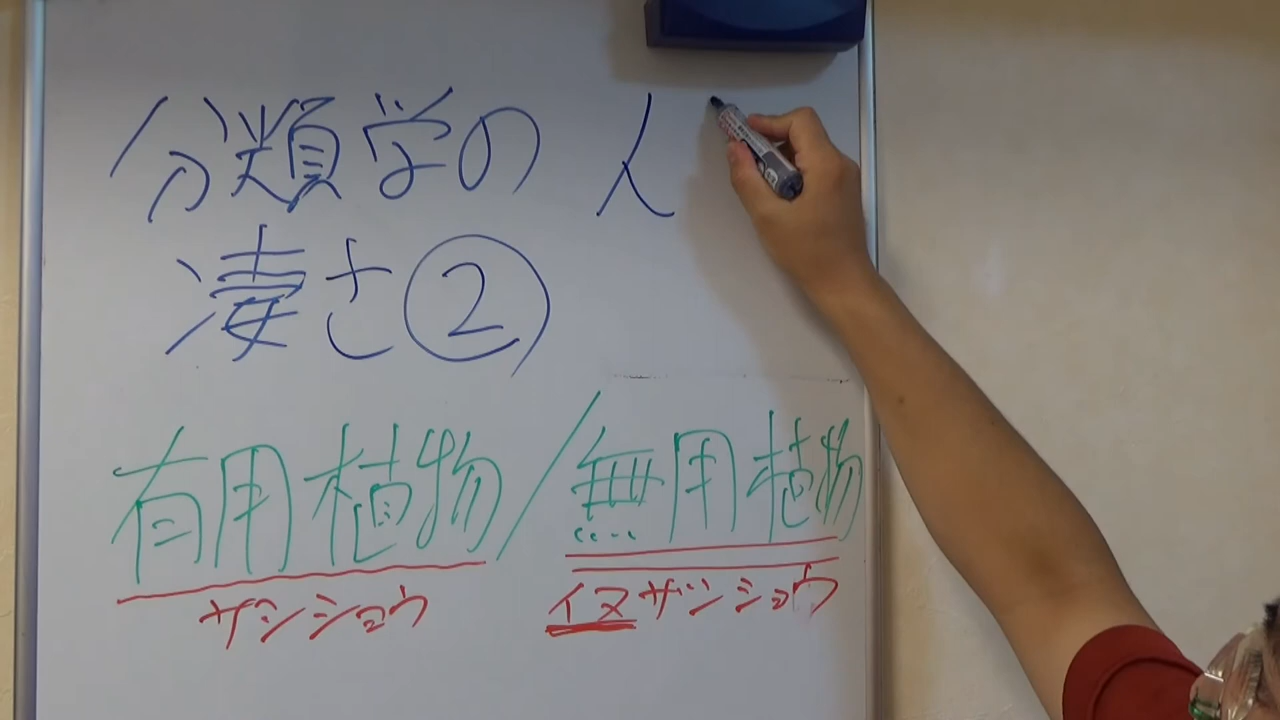 分類学の 人
凄さ②
有用植物/無用植物
サンショウ イヌザンショウ